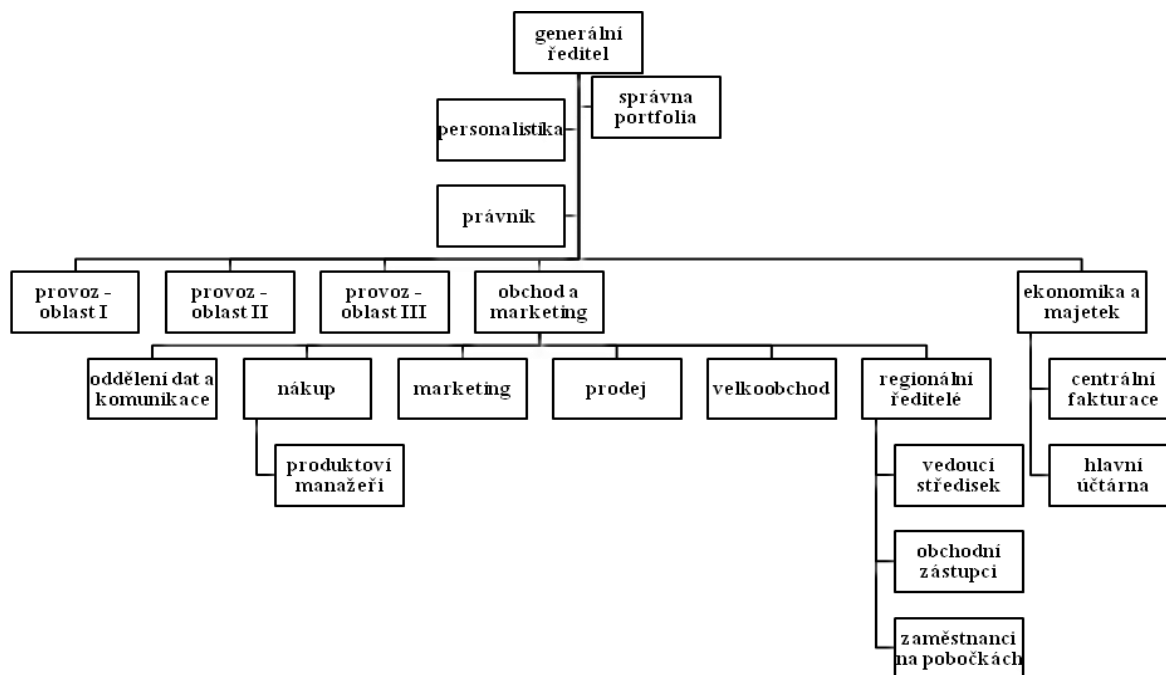 generální
ředitel
správna
portfolia
personalistika
právník
provoz -
oblast I
provoz -
oblast II
provoz -
oblast III
obchod a
marketing
ekonomika a
majetek
oddělení dat a
komunikace
nákup
marketing
prodej
velkoobchod
regionální
ředitelé
centrální
fakturace
produktoví
manažeři
vedoucí
středisek
hlavní
účtárna
obchodní
zástupci
zaměstnanci
na pobočkách